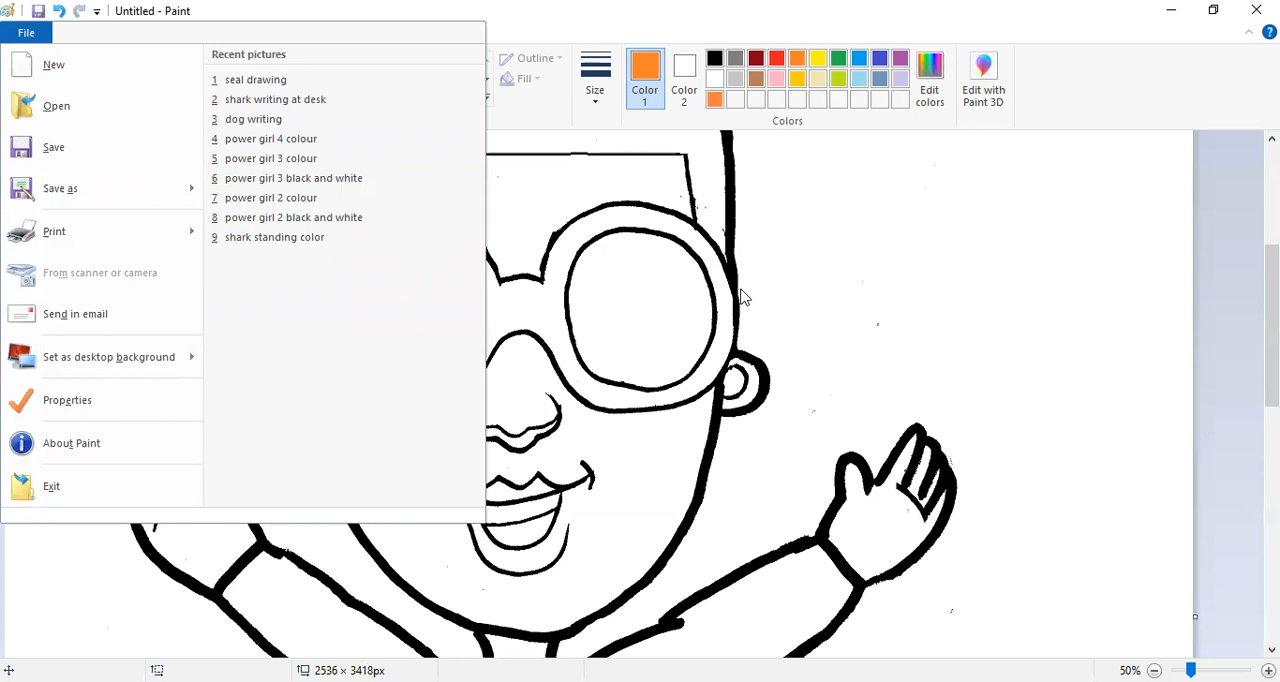 Untitled - Paint
File
New
Open
Save
Save as
Print
From scanner or camera
Send in email
Set as desktop background
Properties
About Paint
Exit
Recent pictures
1 seal drawing
2 shark writing at desk
3 dog writing
4 power girl 4 colour
5 power girl 3 colour
6 power girl 3 black and white
7 power girl 2 colour
8 power girl 2 black and white
9 shark standing color
Outline
Fill
Size
Color
1
Color
2
Edit
colors
Edit with
Paint 3D
Colors
2536 × 3418px
50%